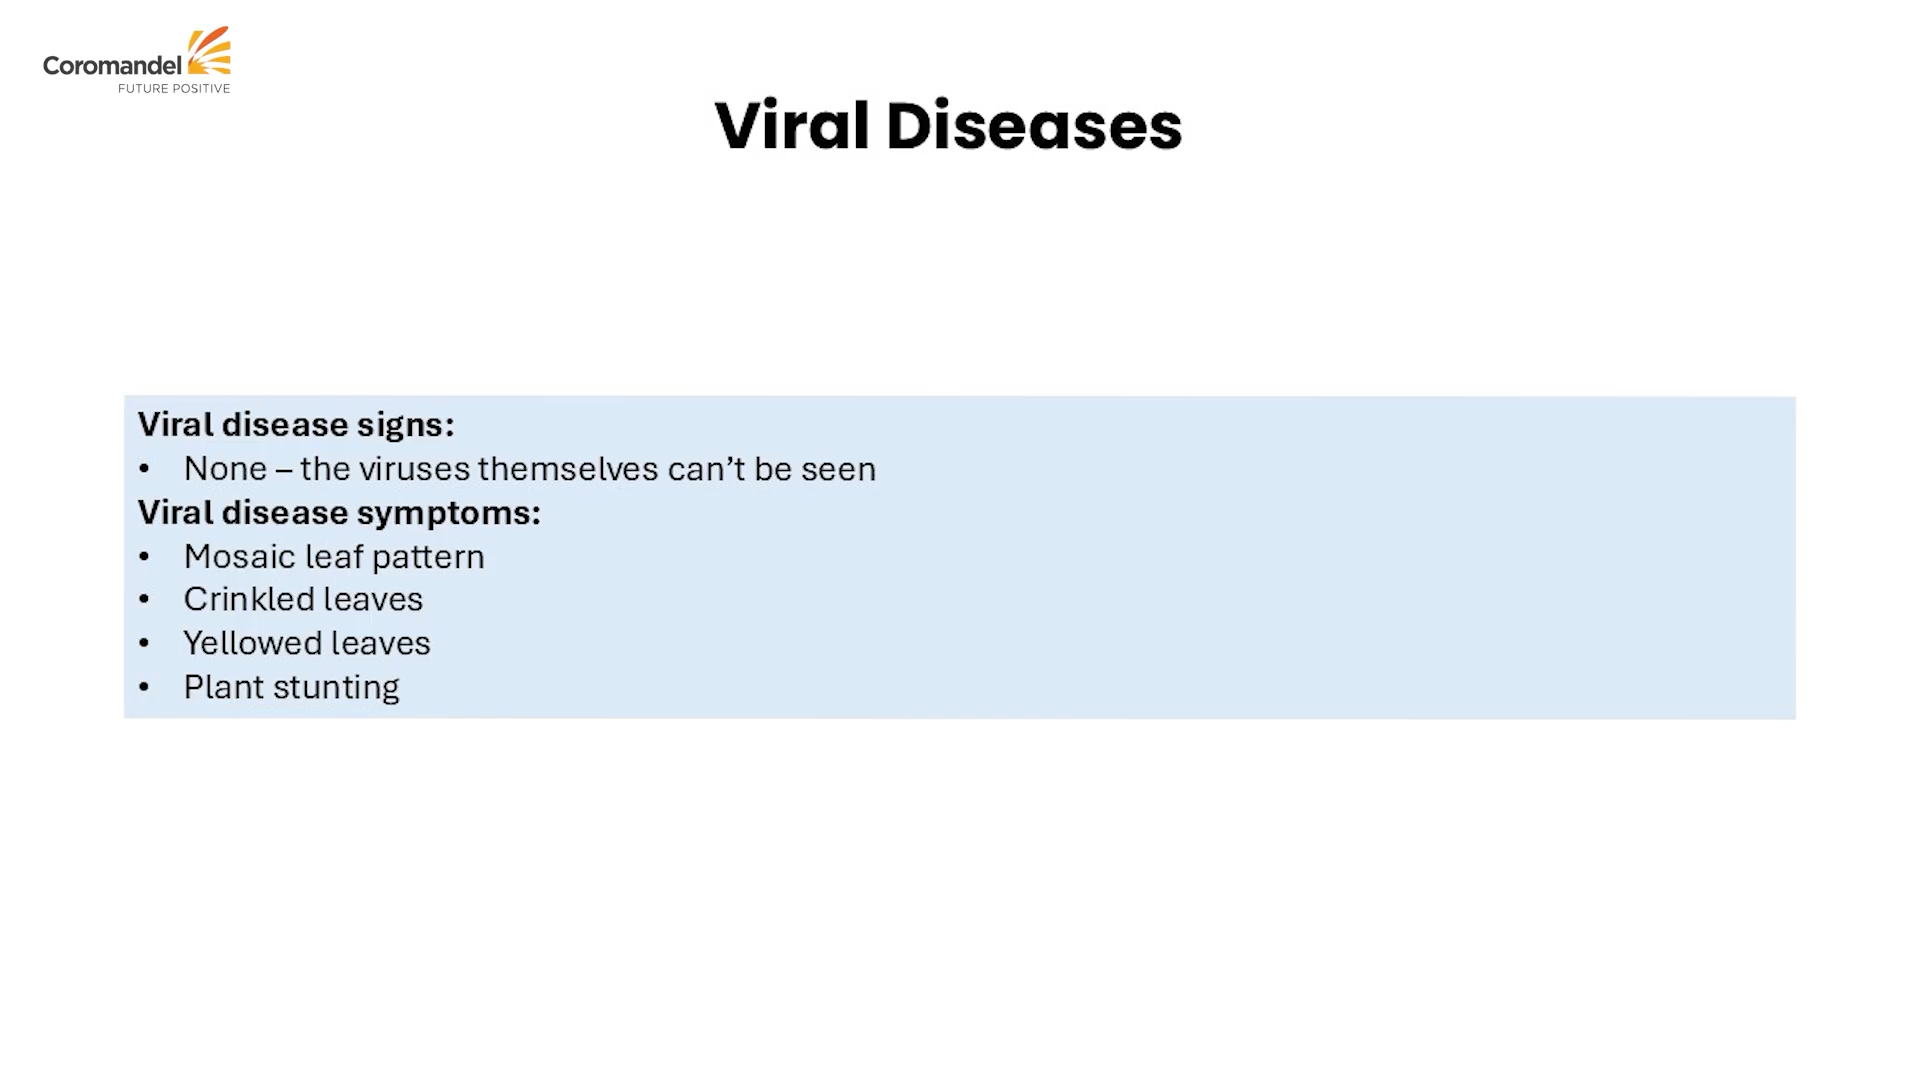 Coromandel
FUTURE POSITIVE
Viral Diseases
Viral disease signs:
• None – the viruses themselves can’t be seen
Viral disease symptoms:
• Mosaic leaf pattern
• Crinkled leaves
• Yellowed leaves
• Plant stunting